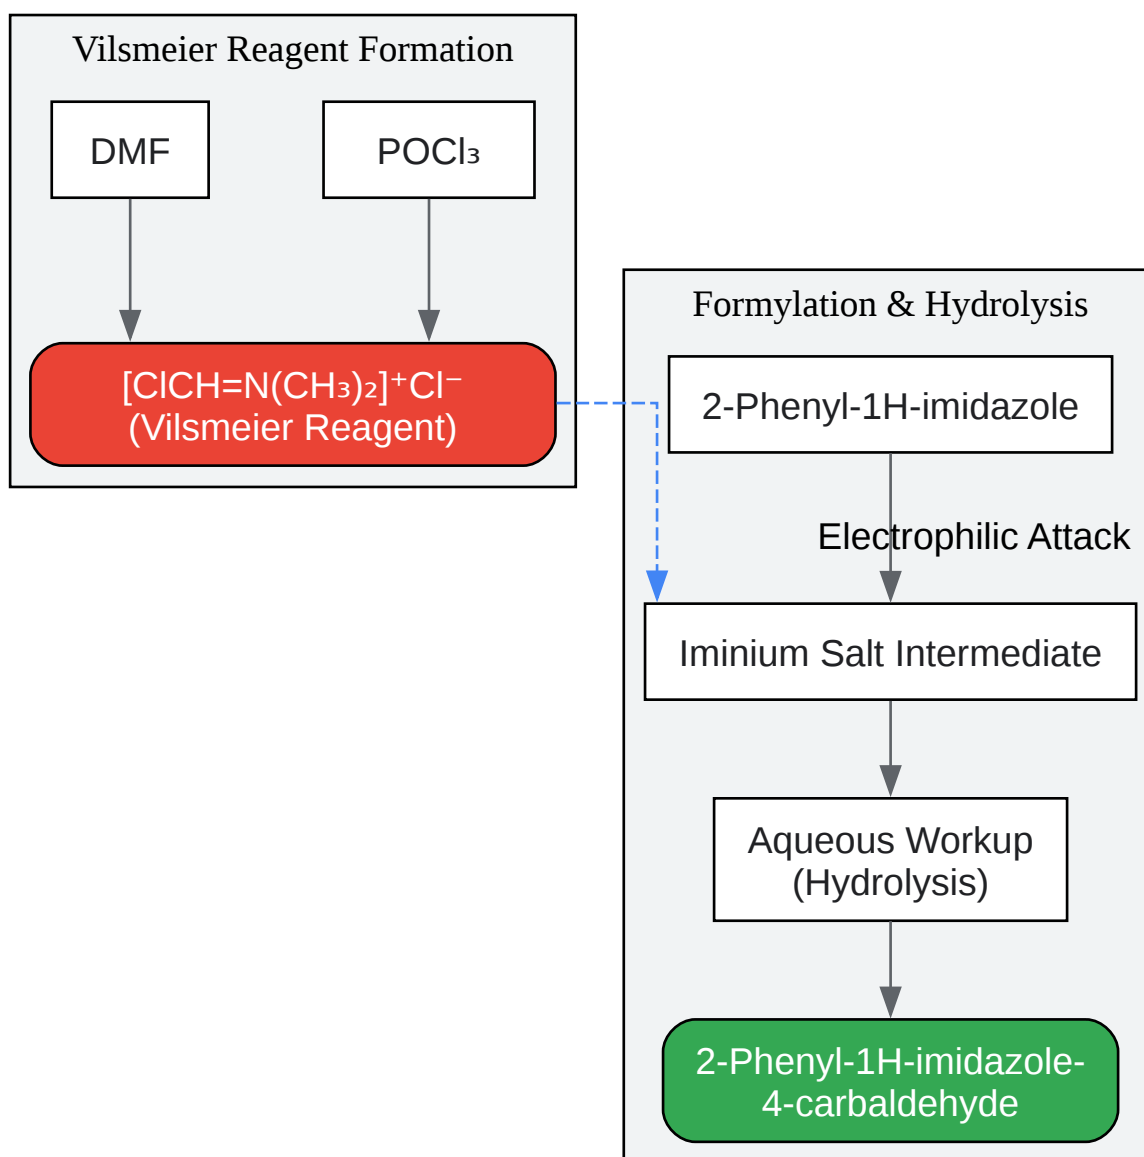 Vilsmeier Reagent Formation
DMF
POCl₃
[ClCH=N(CH₃)₂]⁺Cl⁻
(Vilsmeier Reagent)
Formylation & Hydrolysis
2-Phenyl-1H-imidazole
Electrophilic Attack
Iminium Salt Intermediate
Aqueous Workup
(Hydrolysis)
2-Phenyl-1H-imidazole-
4-carbaldehyde